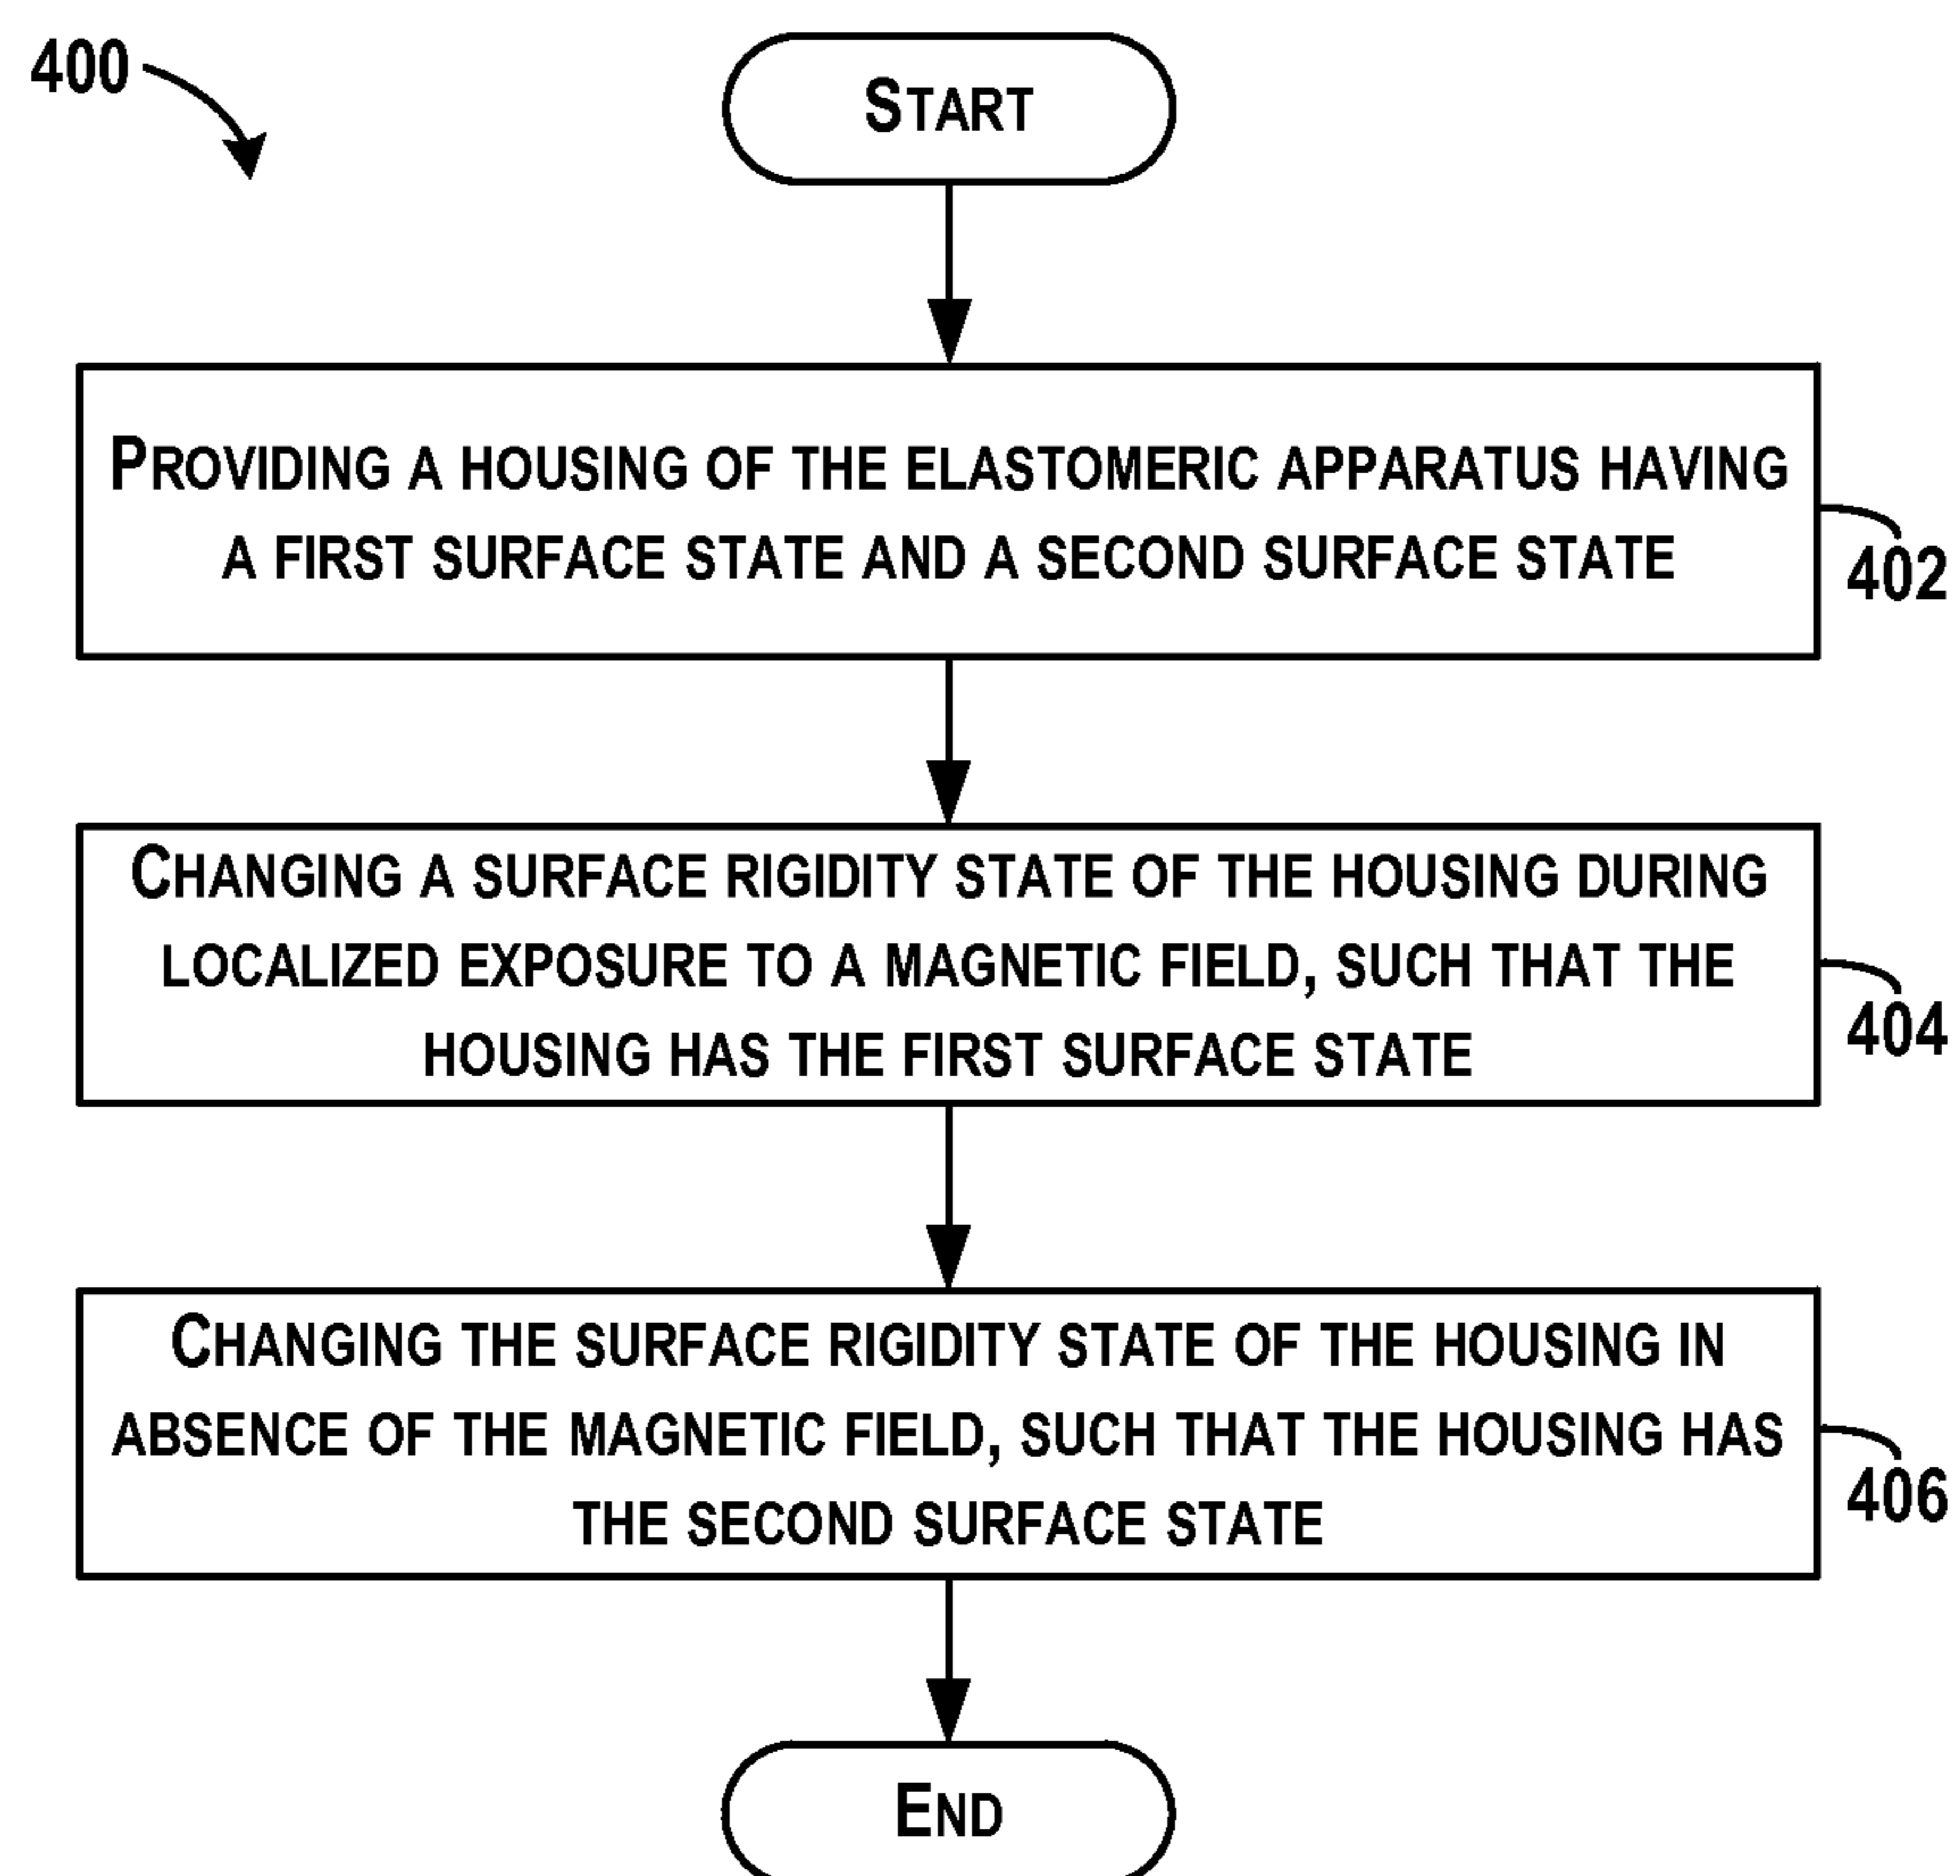 400
START
PROVIDING A HOUSING OF THE ELASTOMERIC APPARATUS HAVING
A FIRST SURFACE STATE AND A SECOND SURFACE STATE
402
CHANGING A SURFACE RIGIDITY STATE OF THE HOUSING DURING
LOCALIZED EXPOSURE TO A MAGNETIC FIELD, SUCH THAT THE
HOUSING HAS THE FIRST SURFACE STATE
404
CHANGING THE SURFACE RIGIDITY STATE OF THE HOUSING IN
ABSENCE OF THE MAGNETIC FIELD, SUCH THAT THE HOUSING HAS
THE SECOND SURFACE STATE
406
END